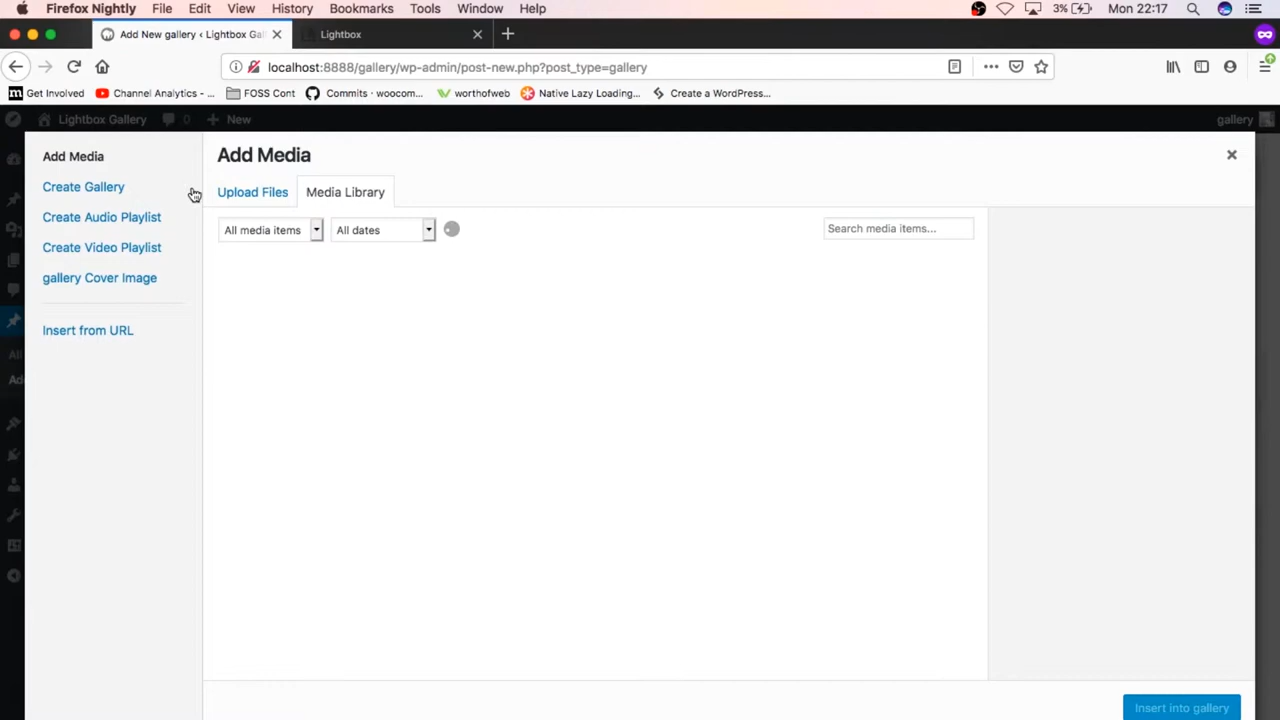 Firefox Nightly File Edit View History Bookmarks Tools Window Help 3% Mon 22:17
Add New gallery ‹ Lightbox Gal Lightbox
localhost:8888/gallery/wp-admin/post-new.php?post_type=gallery
Get Involved Channel Analytics - ... FOSS Cont Commits · woocom... worthofweb Native Lazy Loading... Create a WordPress...
Lightbox Gallery 0 New gallery
Add Media
Create Gallery
Create Audio Playlist
Create Video Playlist
gallery Cover Image
Insert from URL
Add Media
Upload Files Media Library
All media items All dates Search media items...
All
Ad
Insert into gallery